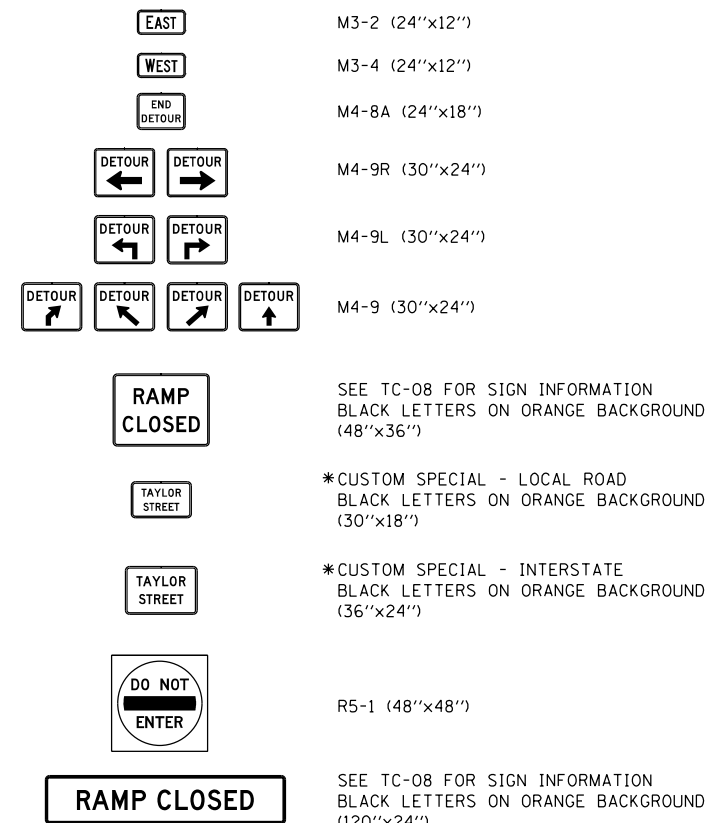 EAST
M3-2 (24''x12'')
WEST
M3-4 (24''x12'')
END
DETOUR
M4-8A (24''x18'')
DETOUR
DETOUR
M4-9R (30''x24'')
DETOUR
DETOUR
M4-9L (30''x24'')
DETOUR
DETOUR
DETOUR
DETOUR
M4-9 (30''x24'')
RAMP
CLOSED
SEE TC-08 FOR SIGN INFORMATION
BLACK LETTERS ON ORANGE BACKGROUND
(48''x36'')
TAYLOR
STREET
*CUSTOM SPECIAL - LOCAL ROAD
BLACK LETTERS ON ORANGE BACKGROUND
(30''x18'')
TAYLOR
STREET
*CUSTOM SPECIAL - INTERSTATE
BLACK LETTERS ON ORANGE BACKGROUND
(36''x24'')
DO NOT
ENTER
R5-1 (48''x48'')
RAMP CLOSED
SEE TC-08 FOR SIGN INFORMATION
BLACK LETTERS ON ORANGE BACKGROUND
(120''x24'')